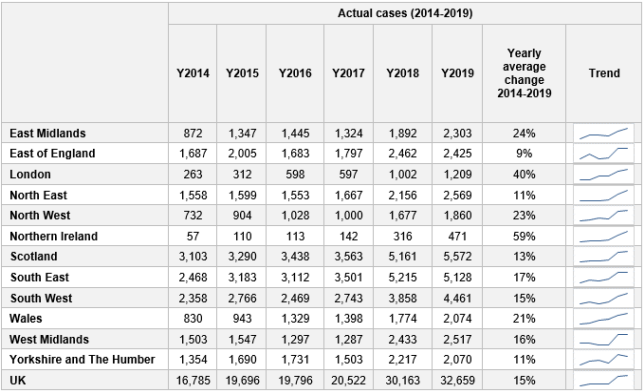 Actual cases (2014-2019)
Y2014 Y2015 Y2016 Y2017 Y2018 Y2019 Yearly average change 2014-2019 Trend
East Midlands 872 1,347 1,445 1,324 1,892 2,303 24%
East of England 1,687 2,005 1,683 1,797 2,462 2,425 9%
London 263 312 598 597 1,002 1,209 40%
North East 1,558 1,599 1,553 1,667 2,156 2,569 11%
North West 732 904 1,028 1,000 1,677 1,860 23%
Northern Ireland 57 110 113 142 316 471 59%
Scotland 3,103 3,290 3,438 3,563 5,161 5,572 13%
South East 2,468 3,183 3,112 3,501 5,215 5,128 17%
South West 2,358 2,766 2,469 2,743 3,858 4,461 15%
Wales 830 943 1,329 1,398 1,774 2,074 21%
West Midlands 1,503 1,547 1,297 1,287 2,433 2,517 16%
Yorkshire and The Humber 1,354 1,690 1,731 1,503 2,217 2,070 11%
UK 16,785 19,696 19,796 20,522 30,163 32,659 15%